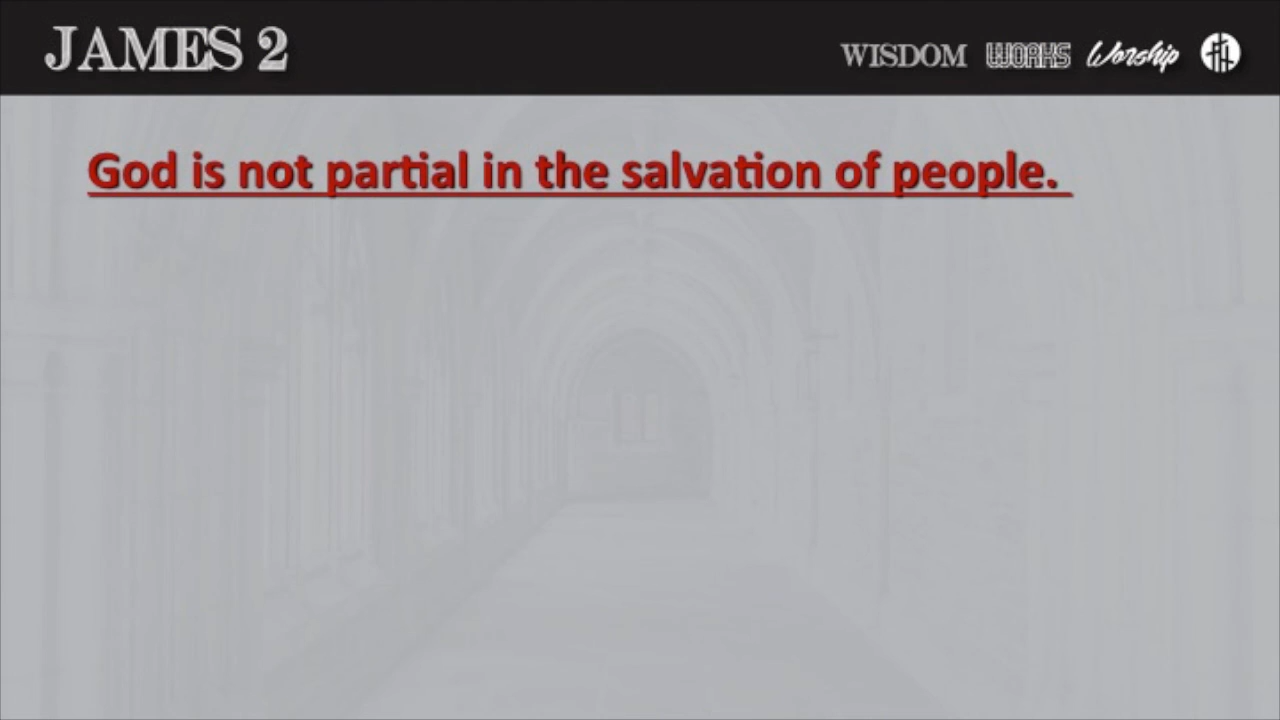 JAMES 2
WISDOM WORKS Worship
God is not partial in the salvation of people.